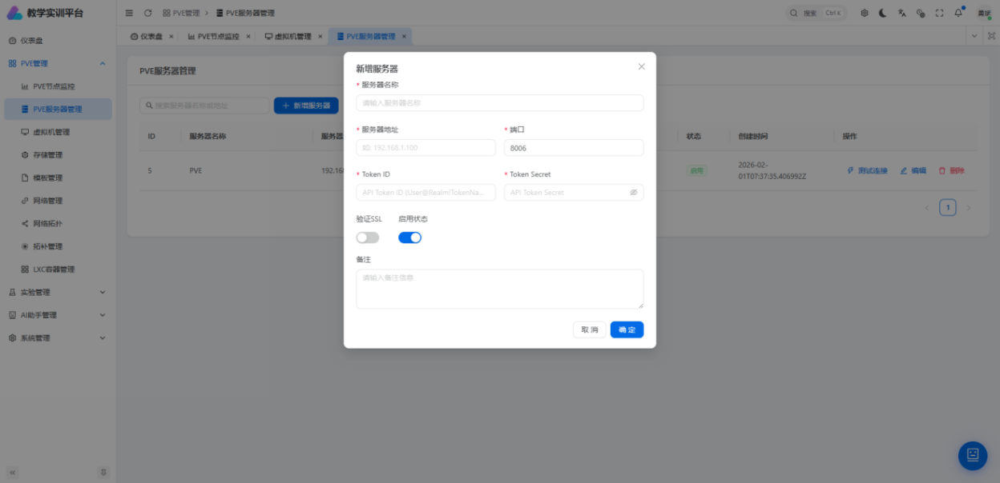 教学实训平台
PVE管理
PVE服务器管理
搜索
Ctrl K
仪表盘
PVE节点监控
虚拟机管理
PVE服务器管理
仪表盘
PVE管理
PVE节点监控
PVE服务器管理
虚拟机管理
存储管理
模板管理
网络管理
网络拓扑
拓补管理
LXC容器管理
实验管理
AI助手管理
系统管理
PVE服务器管理
搜索服务器名称或地址
新增服务器
ID
服务器名称
服务器
状态
创建时间
操作
5
PVE
192.16
启用
2026-02-
01T07:37:35.406992Z
测试连接
编辑
删除
1
新增服务器
* 服务器名称
请输入服务器名称
* 服务器地址
* 端口
如: 192.168.1.100
8006
* Token ID
* Token Secret
API Token ID (User@Realm!TokenNa...
API Token Secret
验证SSL
启用状态
备注
请输入备注信息
取 消
确 定